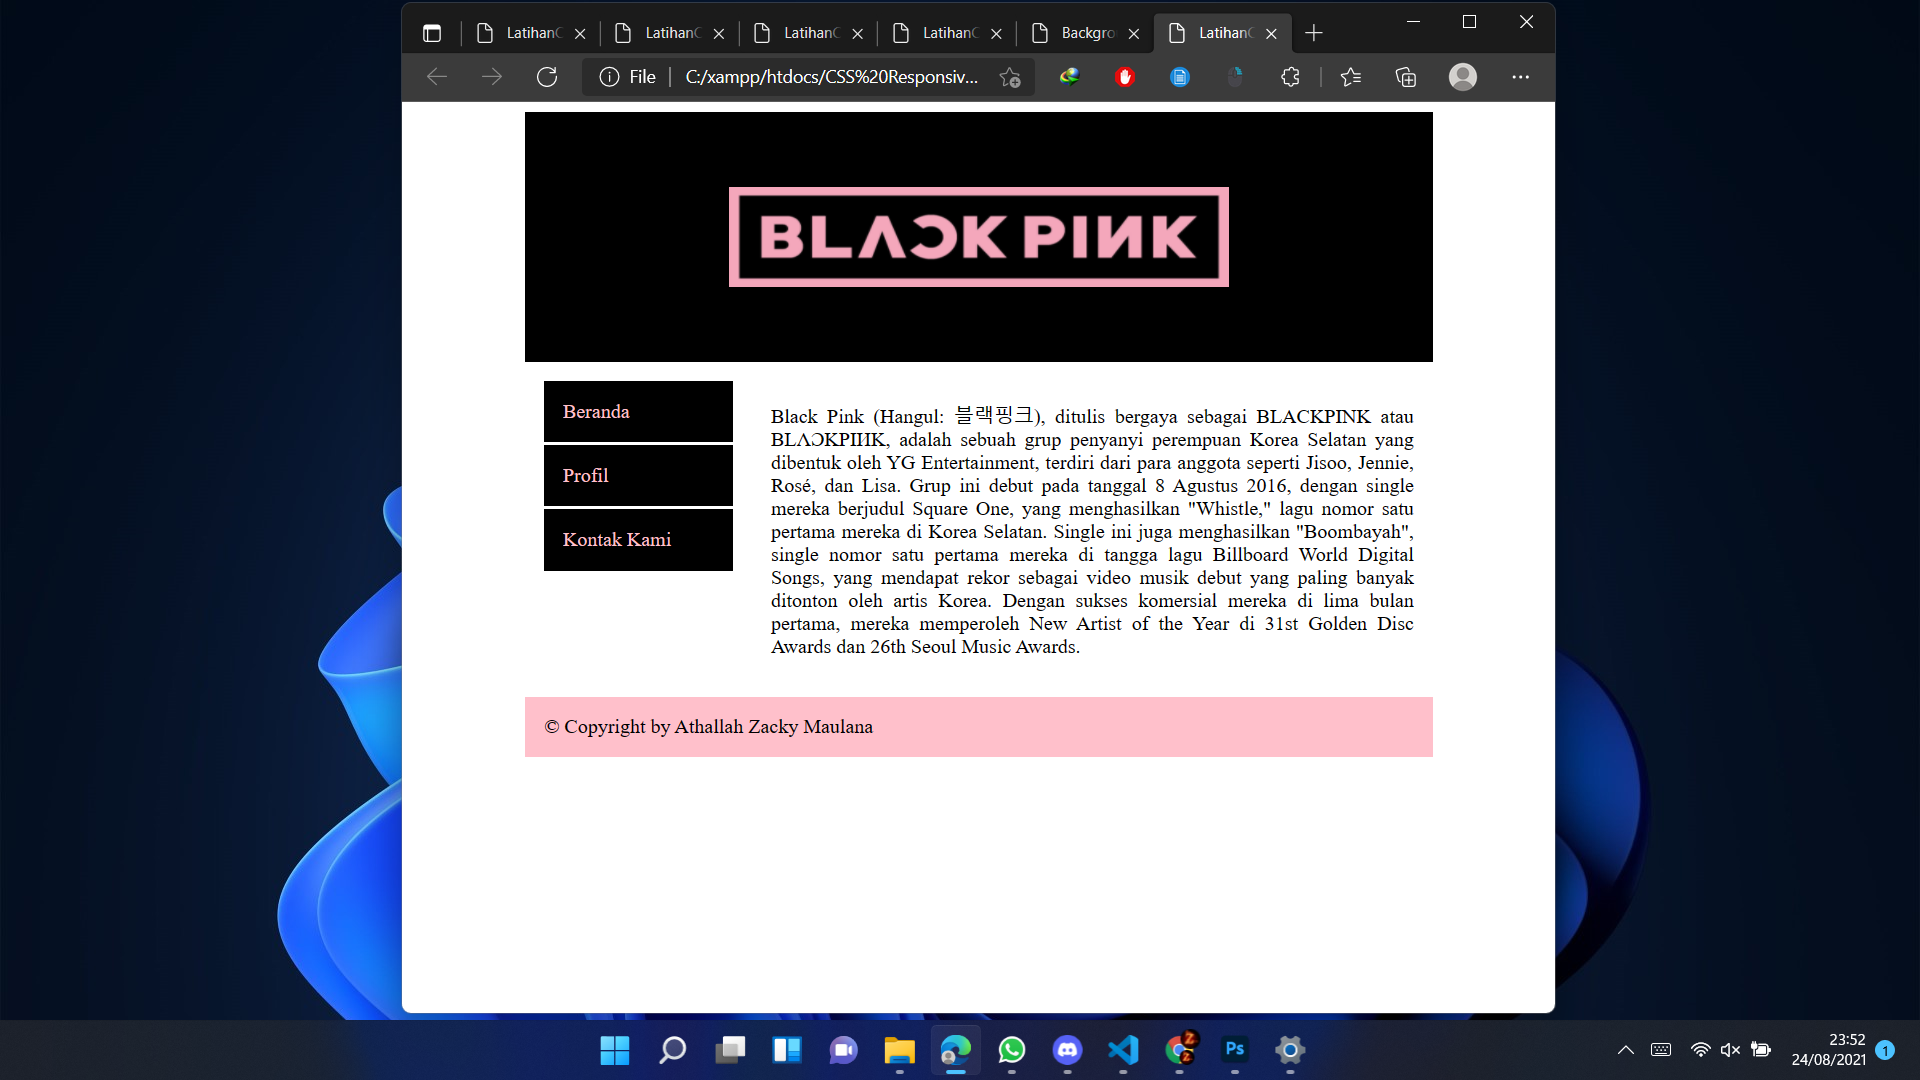 LatihanC
LatihanC
LatihanC
LatihanC
Backgro
LatihanC
File
C:/xampp/htdocs/CSS%20Responsiv...
BLɅƆKPIИK
Beranda
Profil
Kontak Kami
Black Pink (Hangul: 블랙핑크), ditulis bergaya sebagai BLACKPINK atau
BLɅƆKPIИK, adalah sebuah grup penyanyi perempuan Korea Selatan yang
dibentuk oleh YG Entertainment, terdiri dari para anggota seperti Jisoo, Jennie,
Rosé, dan Lisa. Grup ini debut pada tanggal 8 Agustus 2016, dengan single
mereka berjudul Square One, yang menghasilkan "Whistle," lagu nomor satu
pertama mereka di Korea Selatan. Single ini juga menghasilkan "Boombayah",
single nomor satu pertama mereka di tangga lagu Billboard World Digital
Songs, yang mendapat rekor sebagai video musik debut yang paling banyak
ditonton oleh artis Korea. Dengan sukses komersial mereka di lima bulan
pertama, mereka memperoleh New Artist of the Year di 31st Golden Disc
Awards dan 26th Seoul Music Awards.
© Copyright by Athallah Zacky Maulana
Ps
23:52
24/08/2021
1